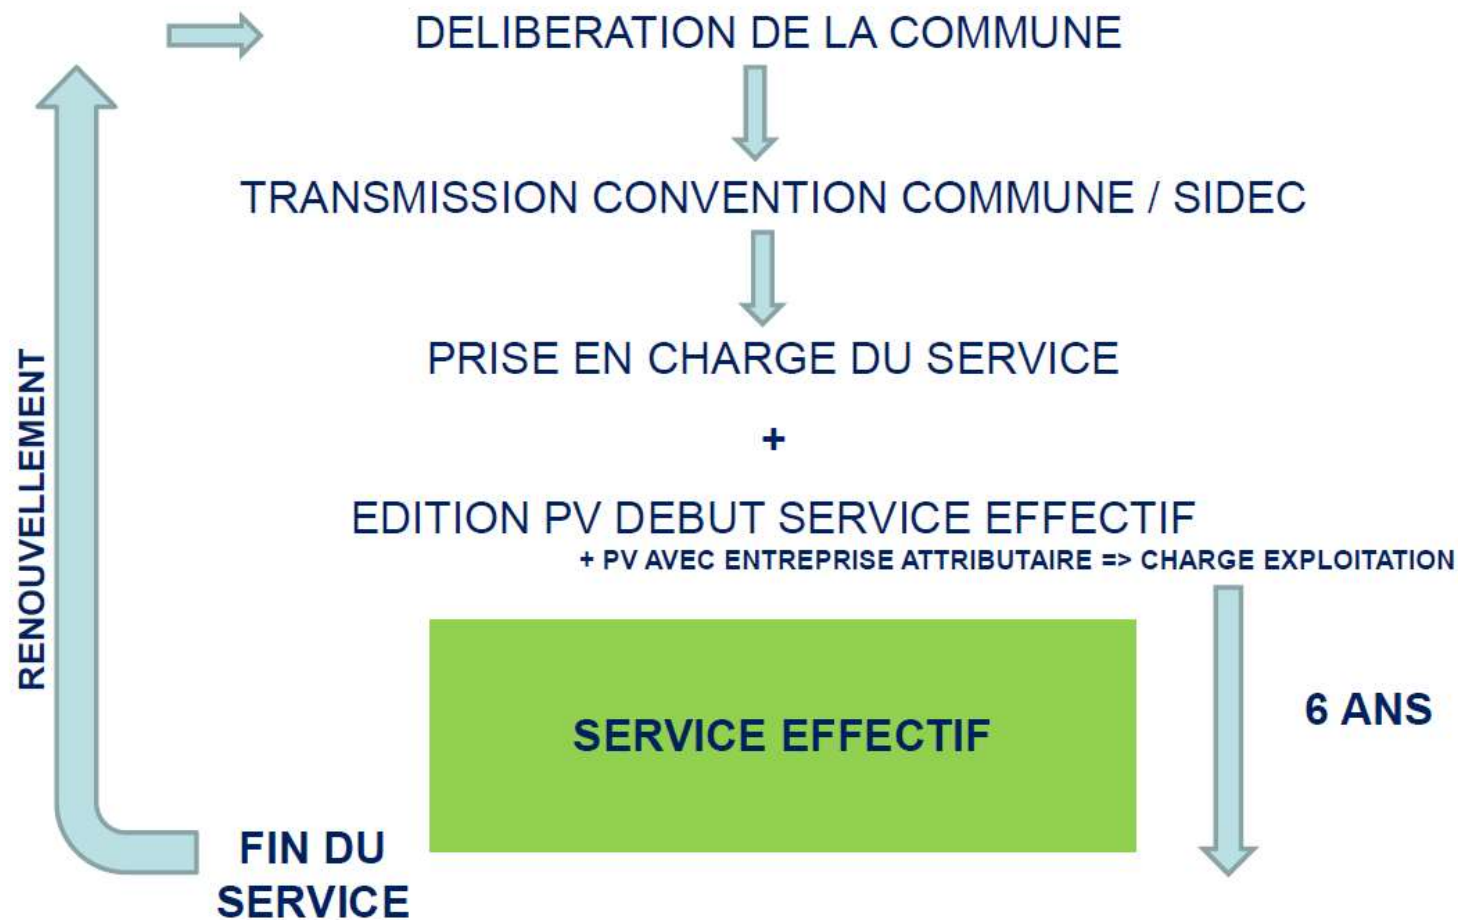 DELIBERATION DE LA COMMUNE
TRANSMISSION CONVENTION COMMUNE / SIDEC
PRISE EN CHARGE DU SERVICE
+
EDITION PV DEBUT SERVICE EFFECTIF
+ PV AVEC ENTREPRISE ATTRIBUTAIRE => CHARGE EXPLOITATION
RENOUVELLEMENT
6 ANS
SERVICE EFFECTIF
FIN DU
SERVICE